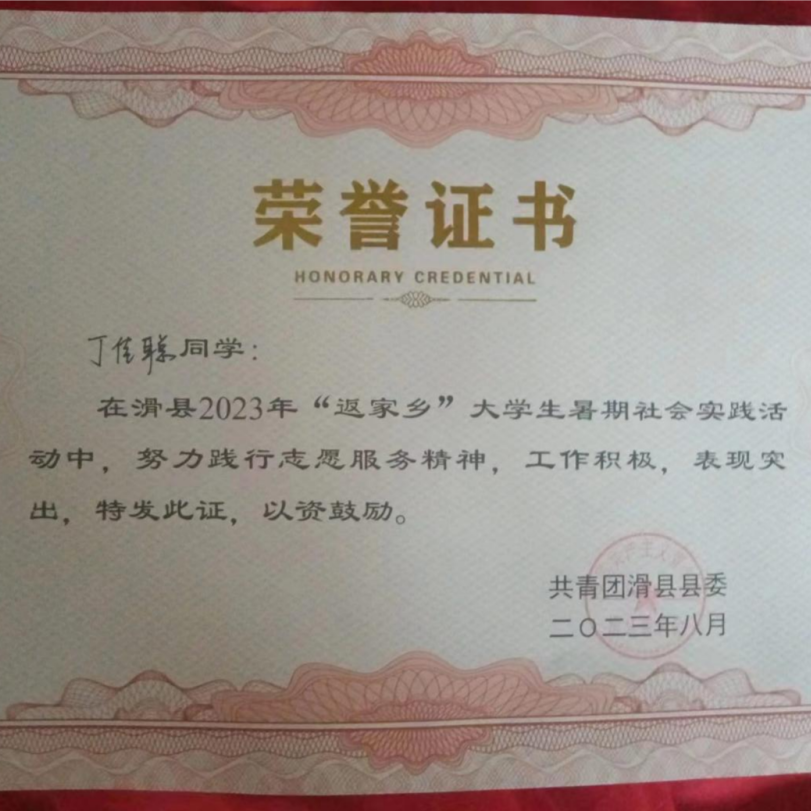 荣誉证书
HONORARY CREDENTIAL
丁佳聪同学：
在滑县2023年“返家乡”大学生暑期社会实践活
动中，努力践行志愿服务精神，工作积极，表现突
出，特发此证，以资鼓励。
共青团滑县县委
二〇二三年八月